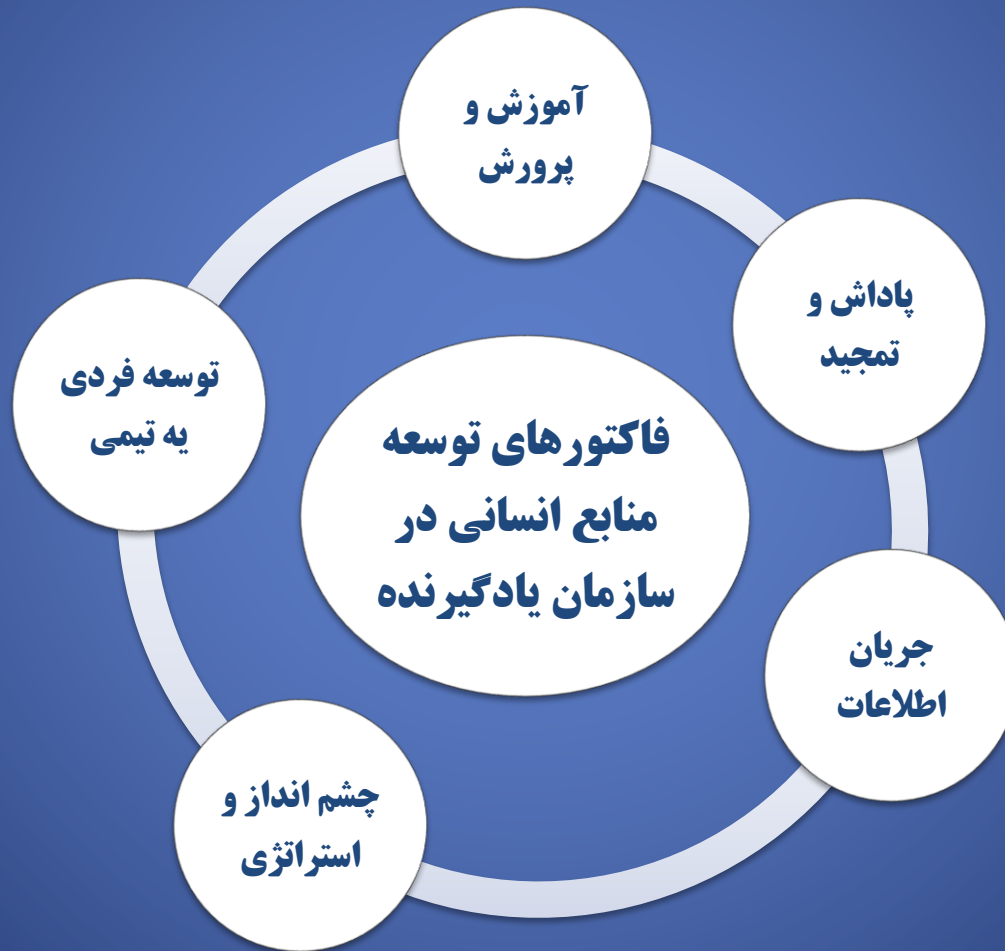 آموزش و
پرورش
پاداش و
تمجید
جریان
اطلاعات
چشم انداز و
استراتژی
توسعه فردی
یه تیمی
فاکتورهای توسعه
منابع انسانی در
سازمان یادگیرنده